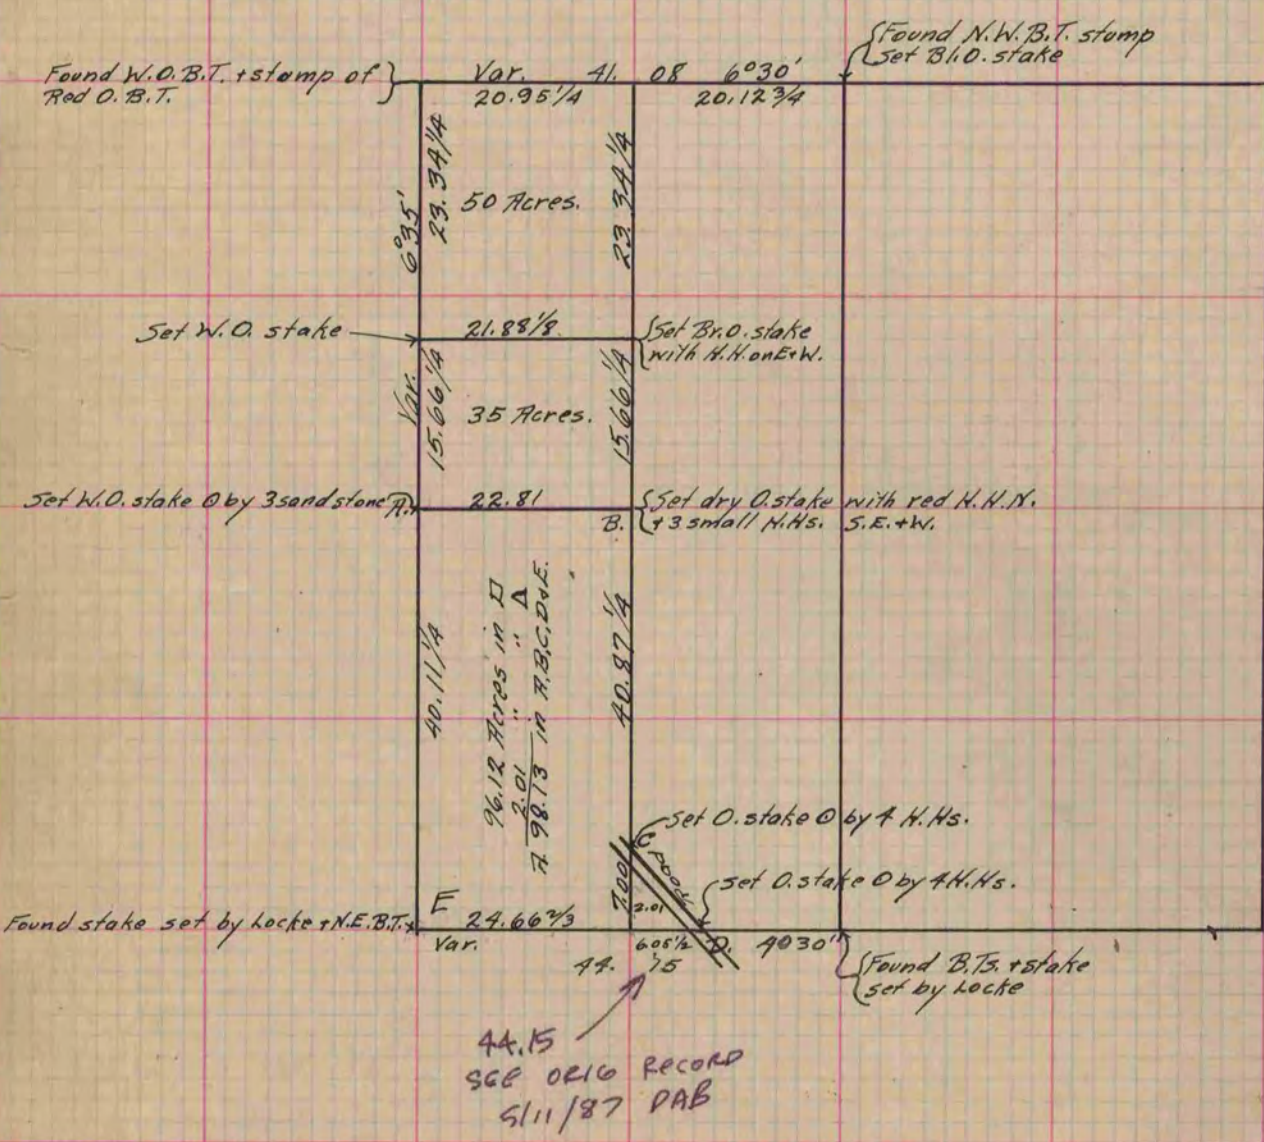 Found N.W.B.T. stump
Set Bl.O. stake
Found W.O.B.T. + stump of
Red O.B.T.
Var. 41. 08 6°30'
20.95 1/4
20.12 3/4
6°35'
23.34 1/4
50 Acres.
23.34 1/4
Set W.O. stake
21.88 1/8
Set Br.O. stake
with H.H. on E+W.
Var.
15.66 1/4
35 Acres.
15.66 1/4
Set W.O. stake ⊙ by 3 sandstone
A.
22.81
B.
Set dry O. stake with red H.H.N.
+ 3 small H.Hs. S.E.+W.
40.11 1/4
96.12 Acres in □
2.01 " " Δ
A 98.13 in A.B.C.D+E.
40.87 1/4
Set O. stake ⊙ by 4 H.Hs.
C
Road
7.00
2.01
set O. stake ⊙ by 4 H.Hs.
Found stake set by Locke + N.E.B.T.
E
24.66 2/3
Var.
6.05 1/2
D.
4°30'
44. 75
Found B.Ts. + stake
set by Locke
44.15
SEE ORIG RECORD
5/11/87 DAB